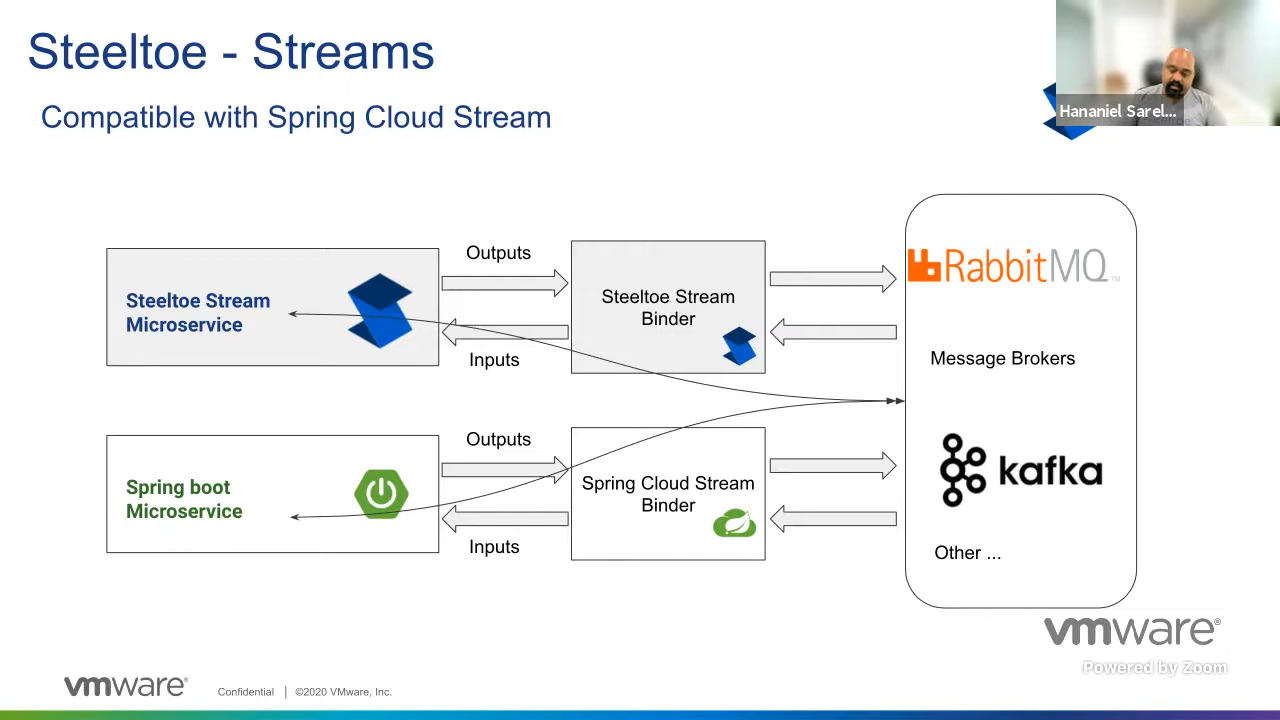 Steeltoe - Streams
Compatible with Spring Cloud Stream
Hananiel Sarel...
Steeltoe Stream
Microservice
Outputs
Inputs
Steeltoe Stream
Binder
RabbitMQ™
Message Brokers
Spring boot
Microservice
Outputs
Inputs
Spring Cloud Stream
Binder
kafka
Other ...
vmware®
Powered by Zoom
vmware®
Confidential
©2020 VMware, Inc.